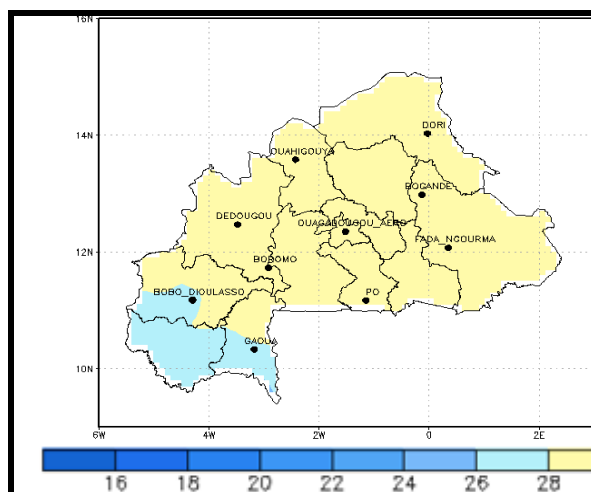 16N
14N
12N
10N
DORI
OUAHIGOUYA
BOGANDE
DEDOUGOU
OUAGADOUGOU_AERO
FADA_NGOURMA
BOROMO
BOBO_DIOULASSO
PO
GAOUA
6W 4W 2W 0 2E
16 18 20 22 24 26 28